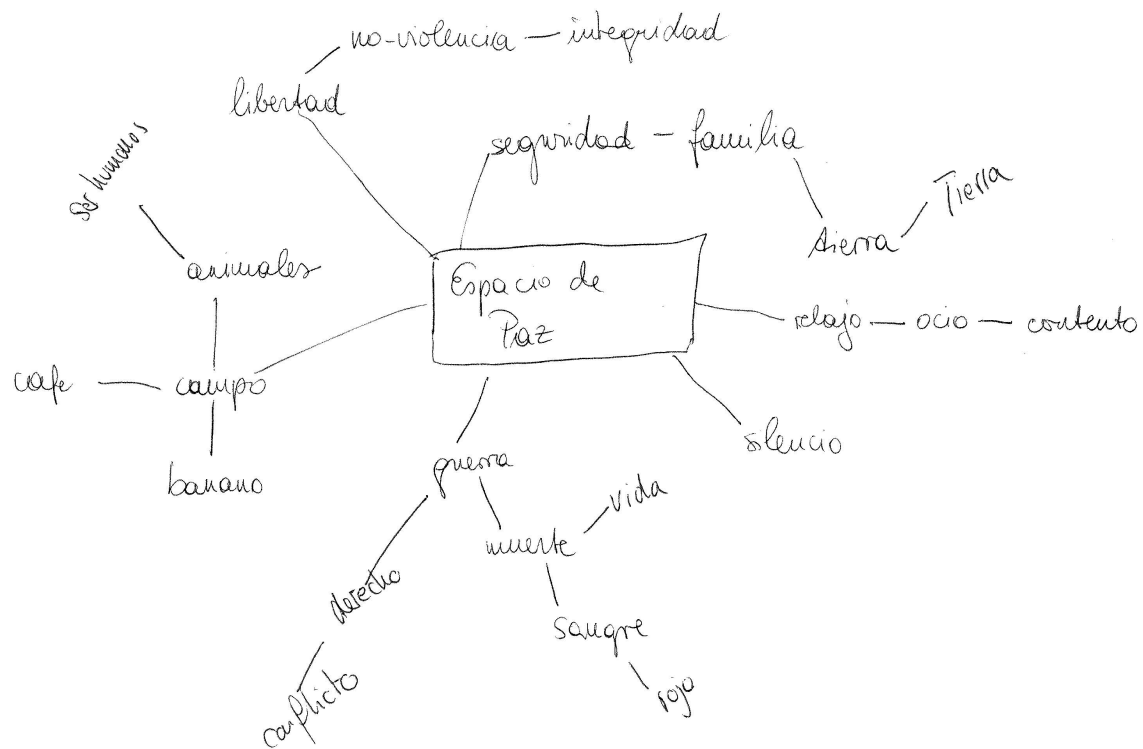 no-violencia — integridad
libertad
seguridad — familia
ser humanos
Tierra
tierra
animales
Espacio de
Paz
relajo — ocio — contento
cafe — campo
silencio
banano
guerra
vida
muerte
derecho
sangre
conflicto
rojo